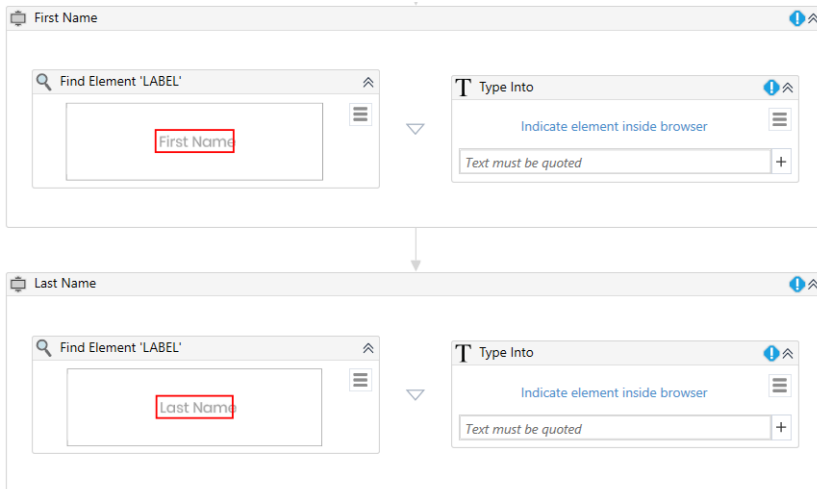 First Name
Find Element 'LABEL'
First Name
T Type Into
Indicate element inside browser
Text must be quoted
+
Last Name
Find Element 'LABEL'
Last Name
T Type Into
Indicate element inside browser
Text must be quoted
+